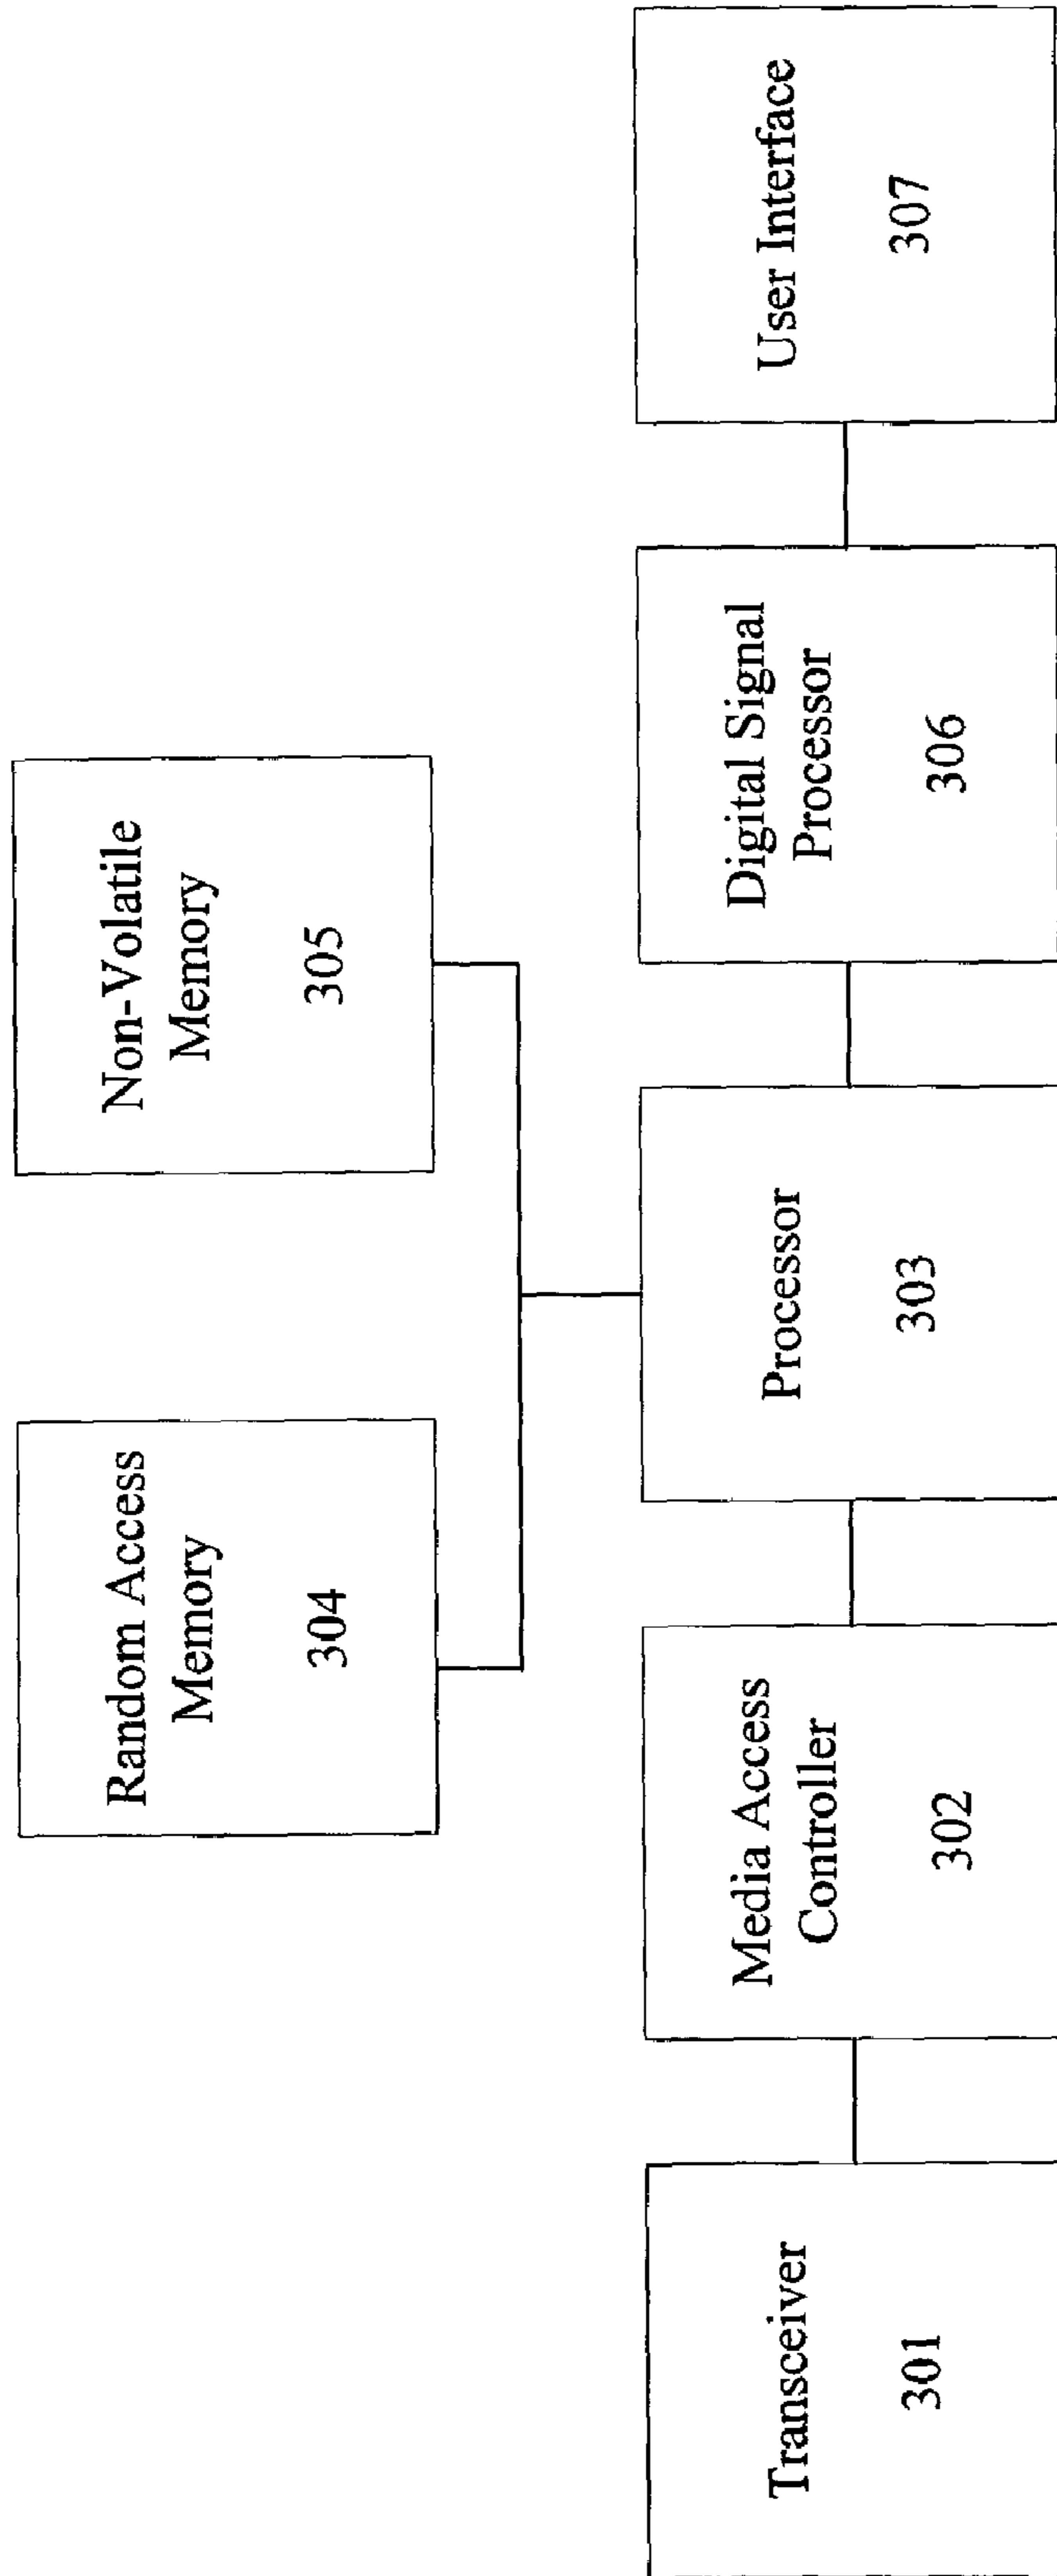 Random Access
Memory
304
Non-Volatile
Memory
305
Transceiver
301
Media Access
Controller
302
Processor
303
Digital Signal
Processor
306
User Interface
307